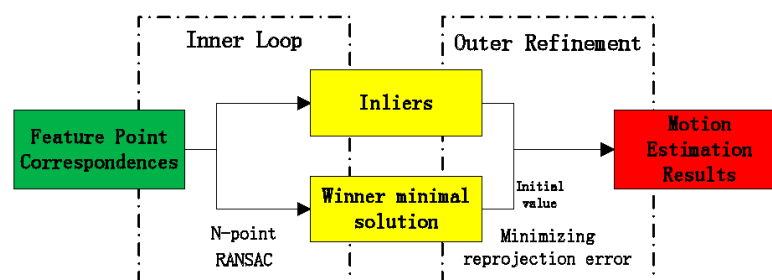 Inner Loop
Outer Refinement
Feature Point
Correspondences
Inliers
Winner minimal
solution
N-point
RANSAC
Initial
value
Minimizing
reprojection error
Motion
Estimation
Results